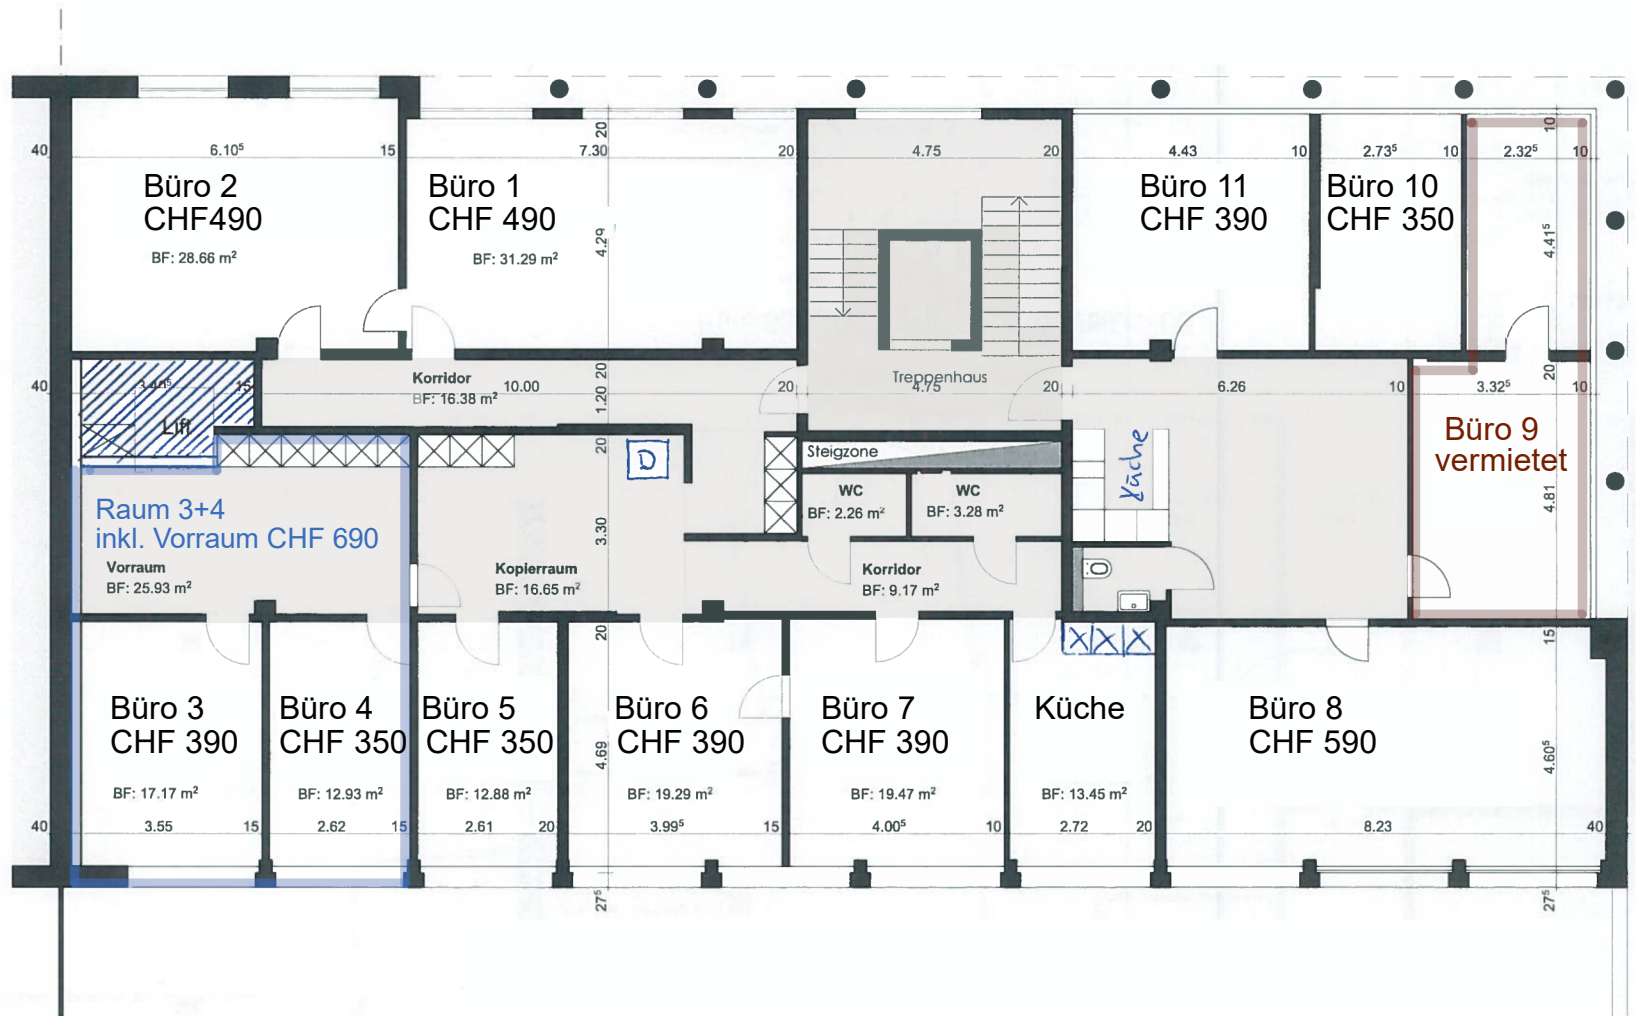 40
6.10⁵
15
7.30
20
20
4.75
20
4.43
10
2.73⁵
10
2.32⁵
10
10
Büro 2
CHF490
BF: 28.66 m²
Büro 1
CHF 490
BF: 31.29 m²
4.29
Büro 11
CHF 390
Büro 10
CHF 350
4.41⁵
40
3.40⁵
15
Lift
Korridor
BF: 16.38 m²
10.00
1.20
20
20
Treppenhaus
4.75
20
6.26
10
3.32⁵
20
10
Büro 9
vermietet
4.81
20
D
Steigzone
WC
BF: 2.26 m²
WC
BF: 3.28 m²
Küche
Raum 3+4
inkl. Vorraum CHF 690
Vorraum
BF: 25.93 m²
3.30
Kopierraum
BF: 16.65 m²
Korridor
BF: 9.17 m²
20
15
Büro 3
CHF 390
BF: 17.17 m²
Büro 4
CHF 350
BF: 12.93 m²
Büro 5
CHF 350
BF: 12.88 m²
Büro 6
CHF 390
BF: 19.29 m²
4.69
Büro 7
CHF 390
BF: 19.47 m²
Küche
BF: 13.45 m²
Büro 8
CHF 590
4.60⁵
40
3.55
15
2.62
15
2.61
20
3.99⁵
15
4.00⁵
10
2.72
20
8.23
40
27⁵
27⁵